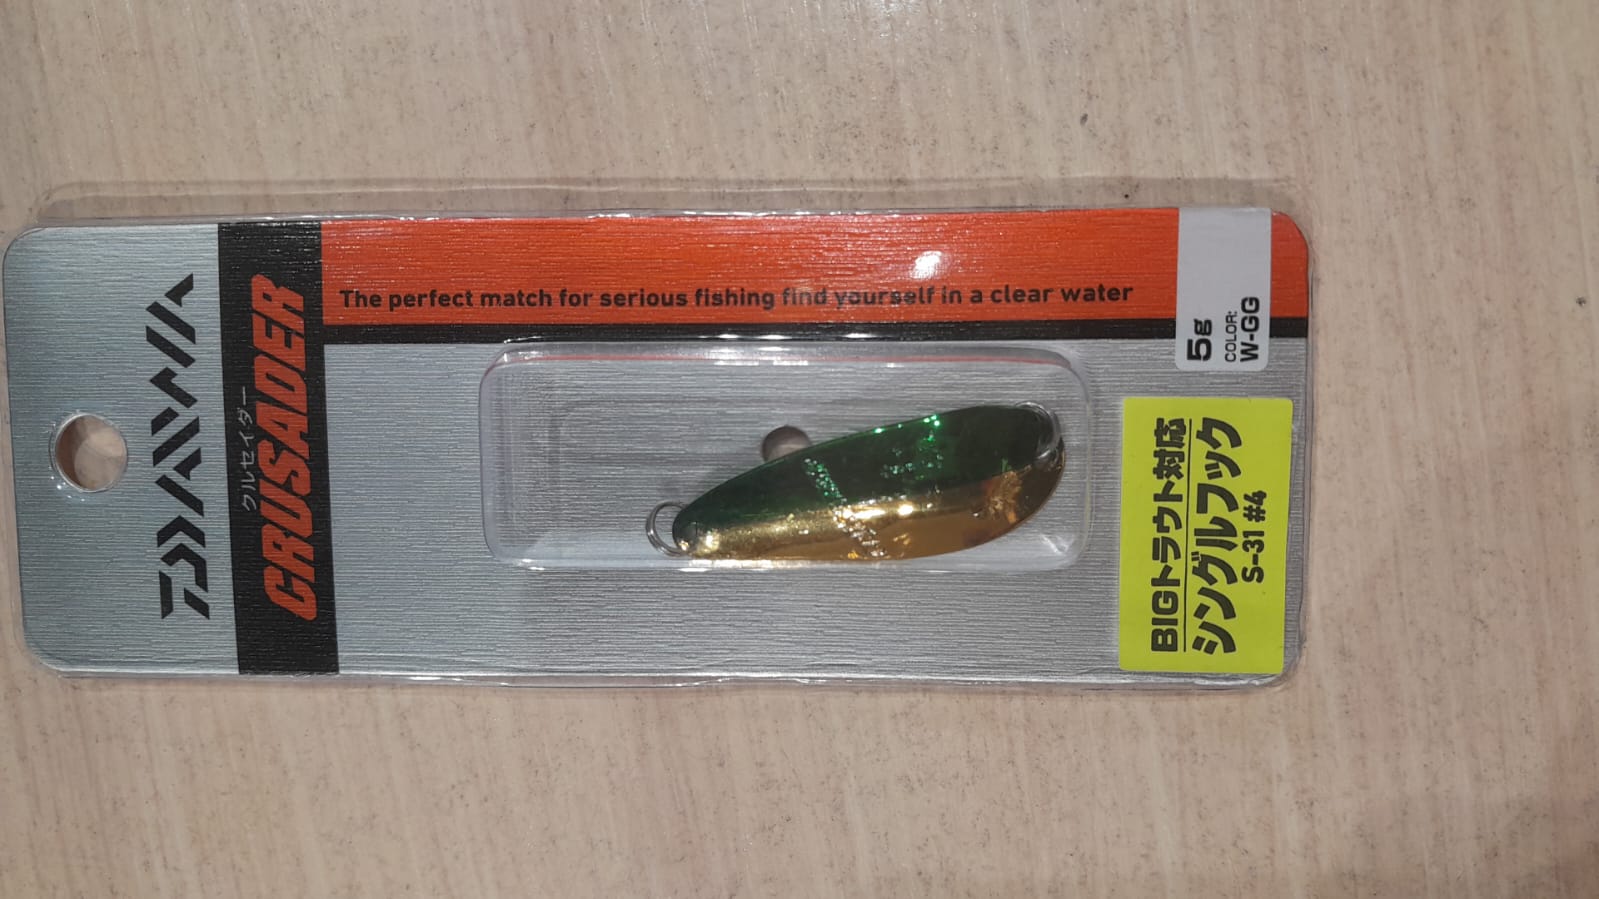 DAIWA
クルセイダー
CRUSADER
The perfect match for serious fishing find yourself in a clear water
5g
COLOR:
W-GG
BIGトラウト対応
シングルフック
S-31 #4